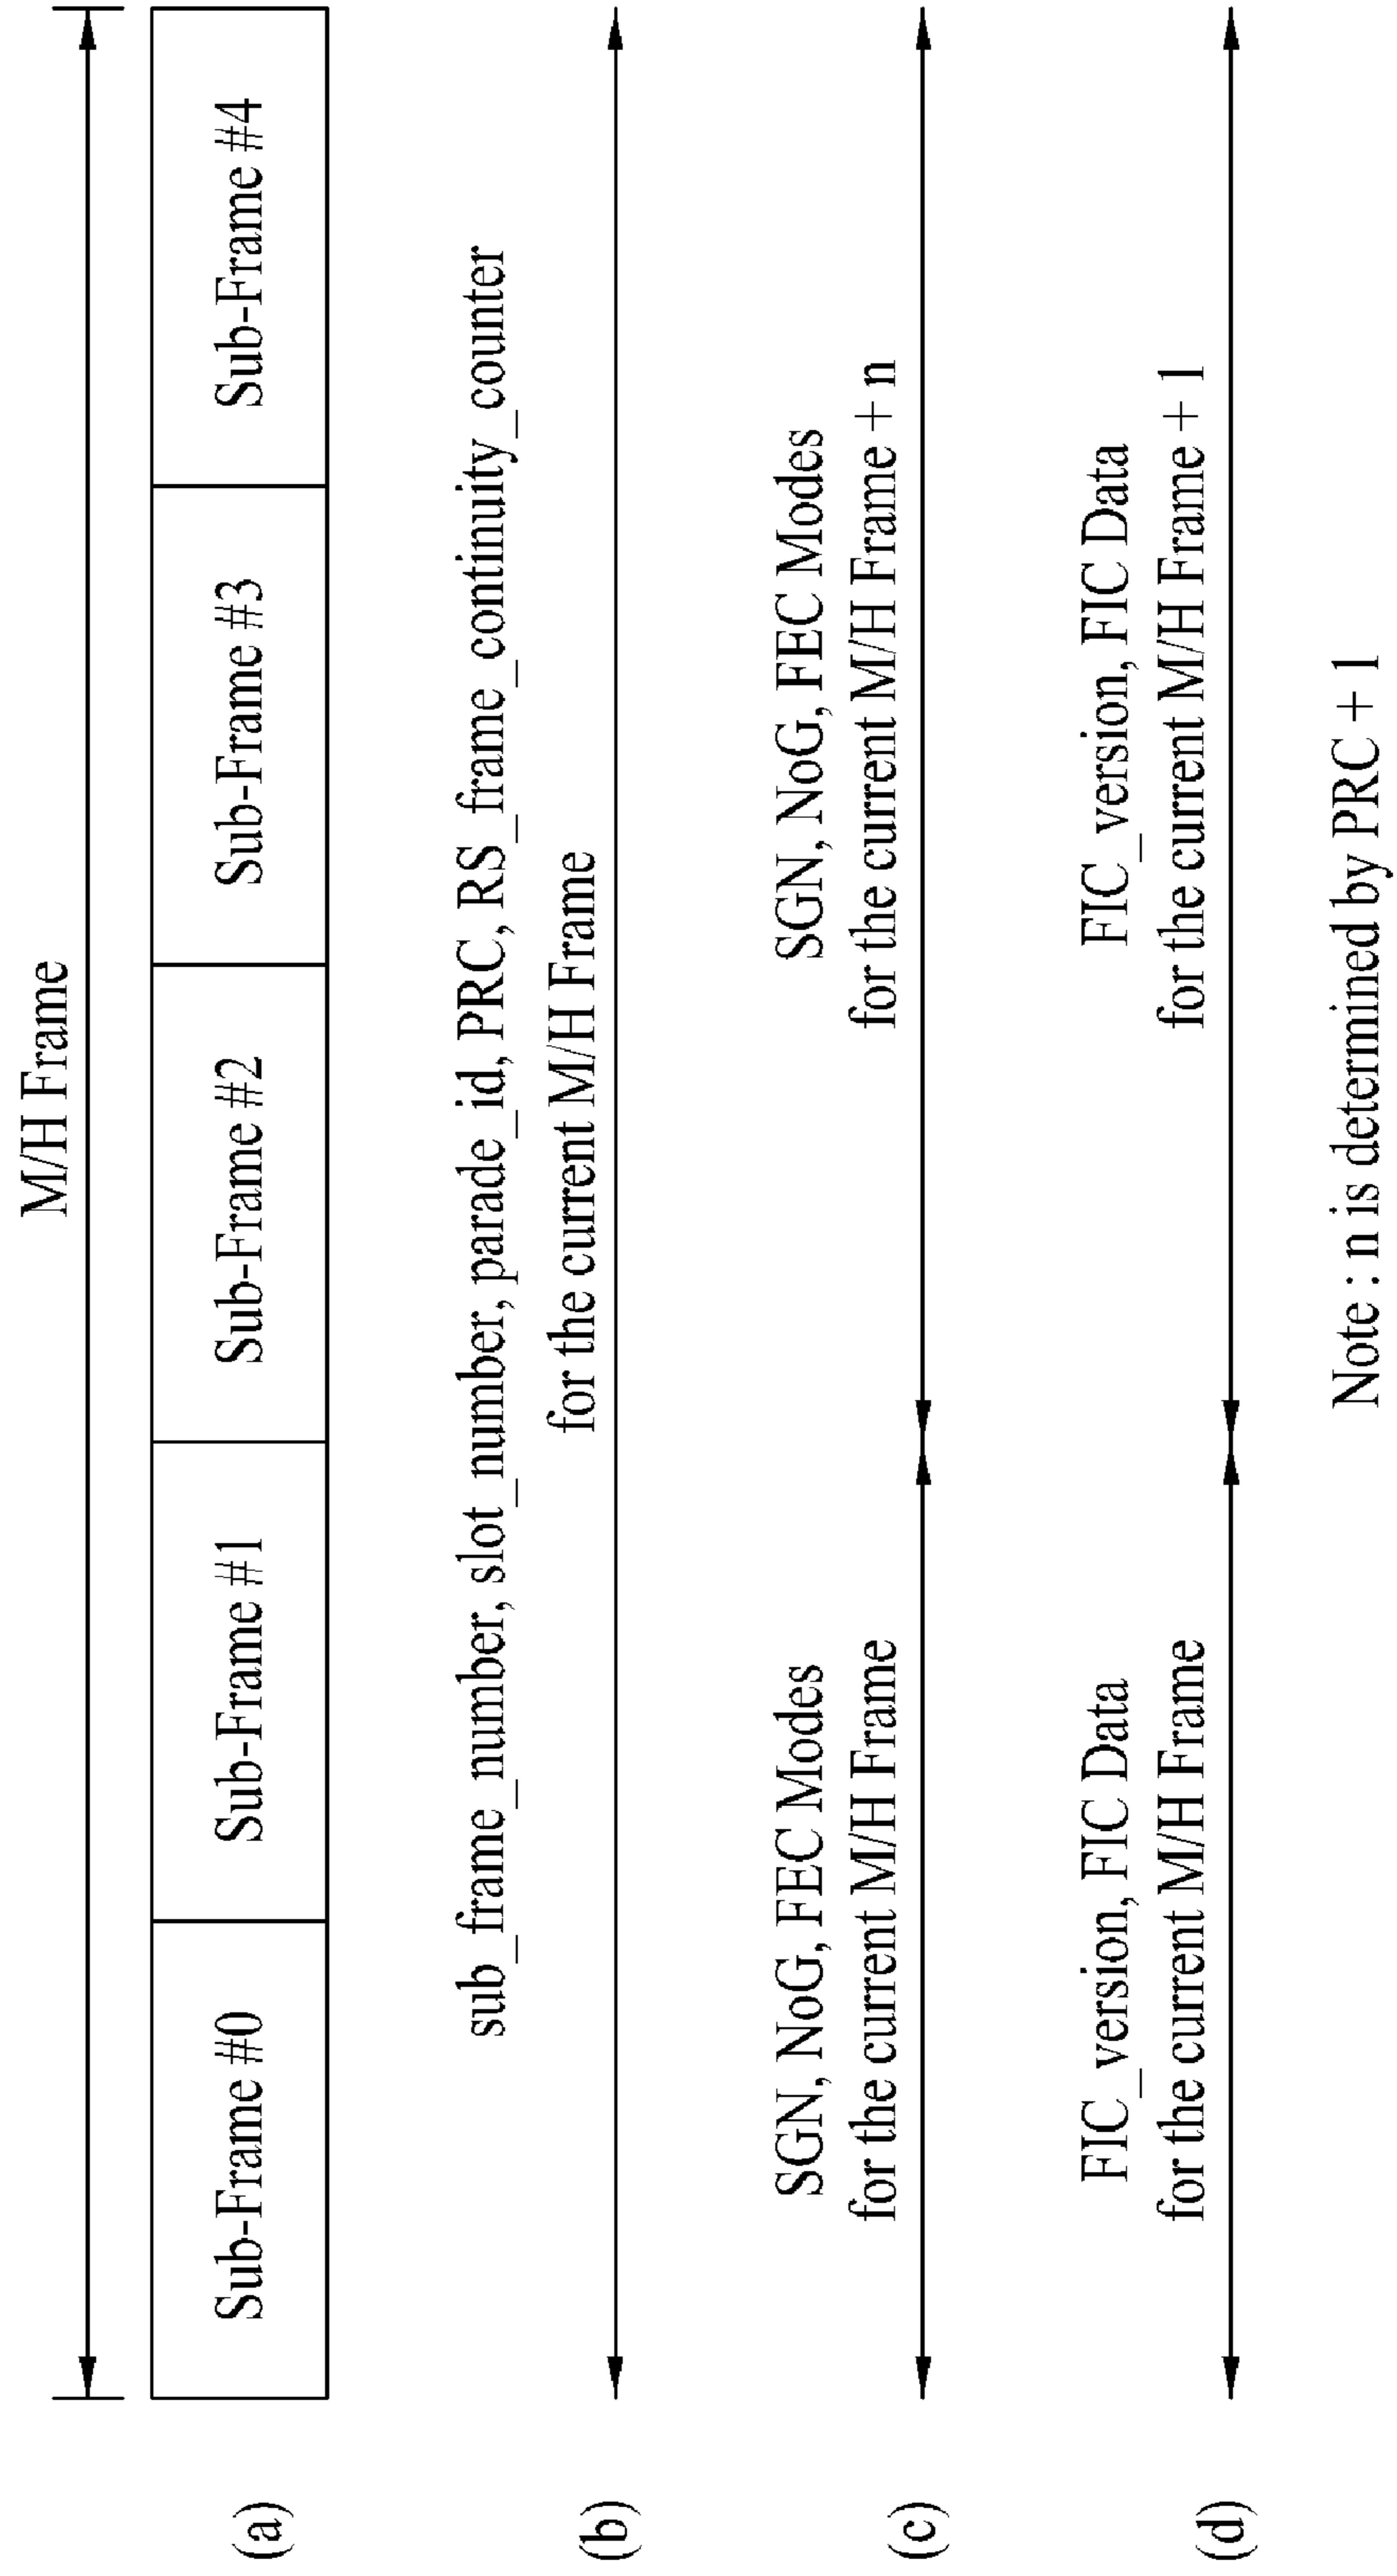 M/H Frame
(a)
Sub-Frame #0
Sub-Frame #1
Sub-Frame #2
Sub-Frame #3
Sub-Frame #4
sub_frame_number, slot_number, parade_id, PRC, RS_frame_continuity_counter
for the current M/H Frame
(b)
SGN, NoG, FEC Modes
for the current M/H Frame
SGN, NoG, FEC Modes
for the current M/H Frame + n
(c)
FIC_version, FIC Data
for the current M/H Frame
FIC_version, FIC Data
for the current M/H Frame + 1
(d)
Note : n is determined by PRC + 1